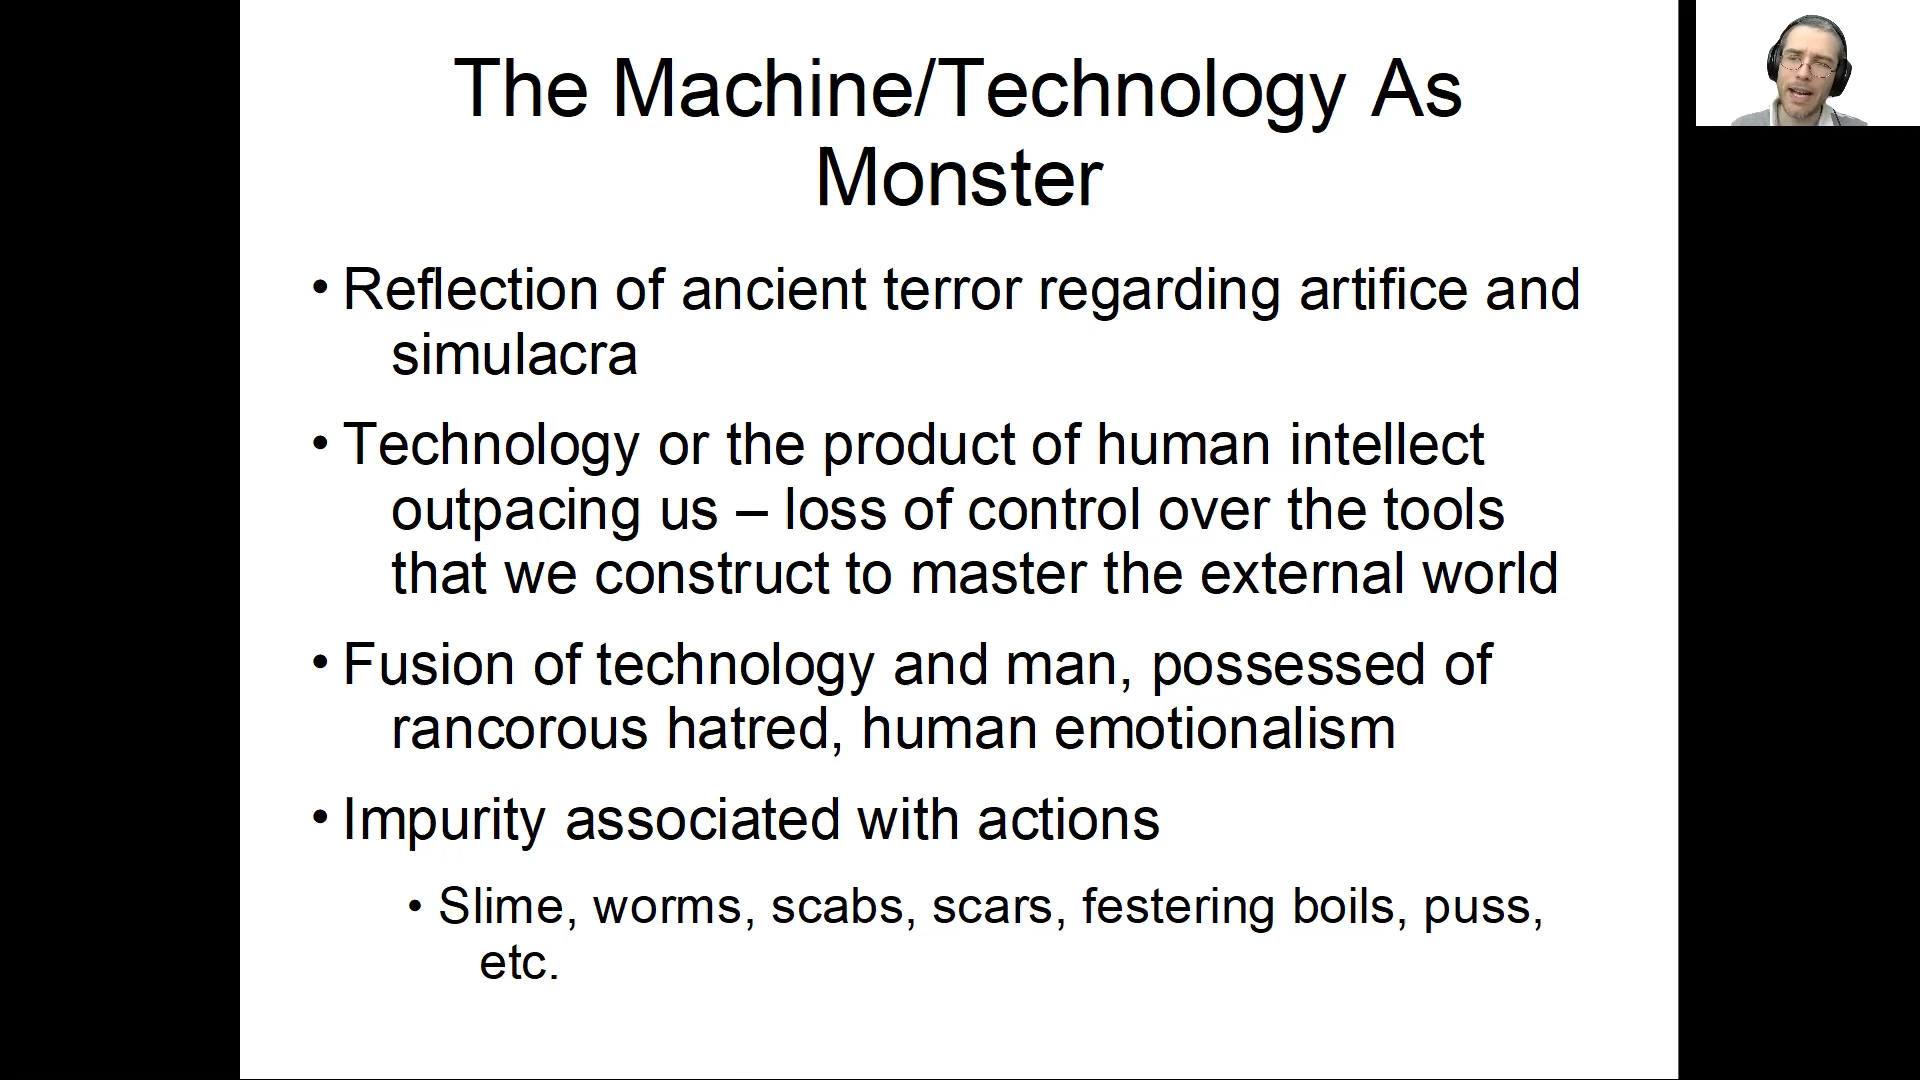 The Machine/Technology As
Monster
• Reflection of ancient terror regarding artifice and
simulacra
• Technology or the product of human intellect
outpacing us – loss of control over the tools
that we construct to master the external world
• Fusion of technology and man, possessed of
rancorous hatred, human emotionalism
• Impurity associated with actions
• Slime, worms, scabs, scars, festering boils, puss,
etc.